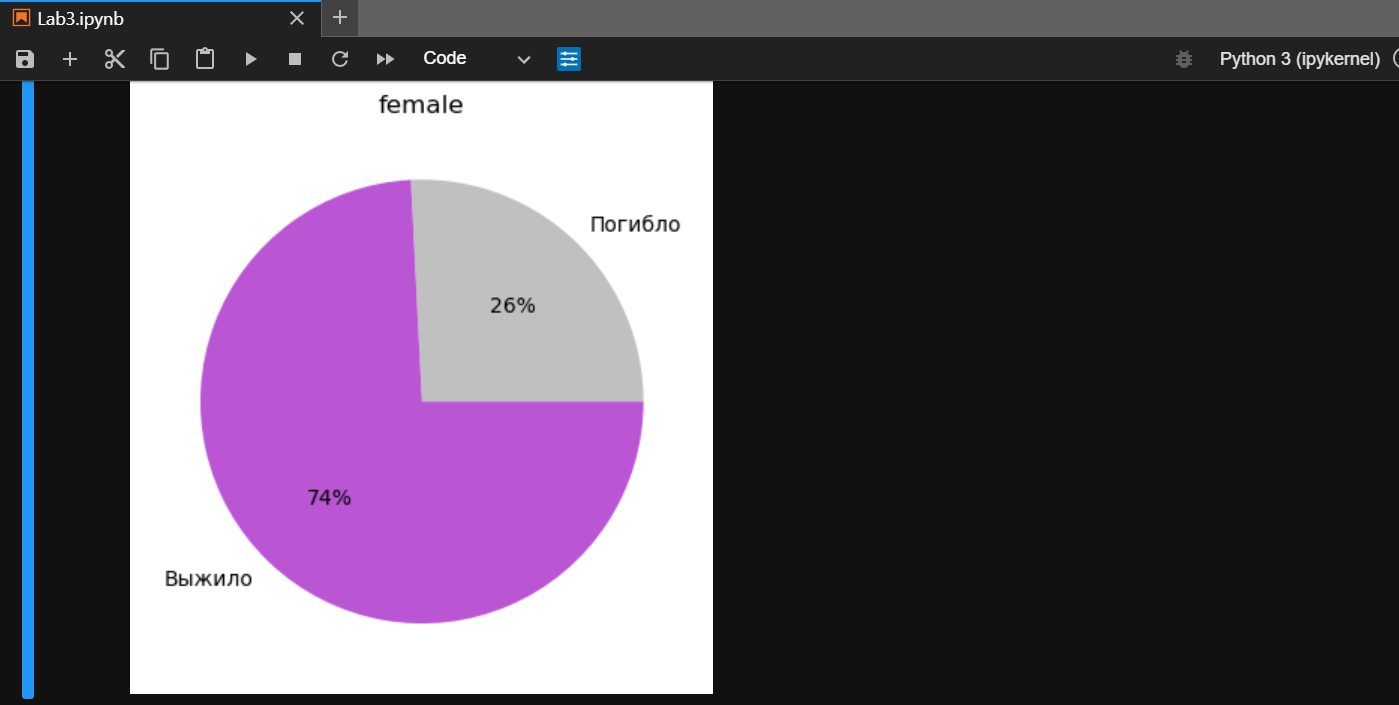 Lab3.ipynb
Code
Python 3 (ipykernel)
female
Погибло
26%
74%
Выжило